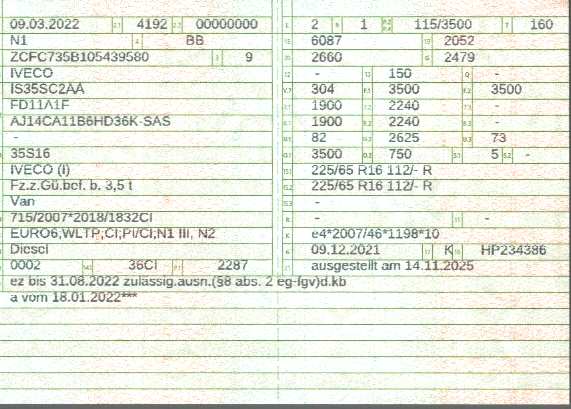 09.03.2022 4192 00000000
N1 BB
ZCFC735B105439580 9
IVECO
IS35SC2AA
FD11A1F
AJ14CA11B6HD36K-SAS
-
35S16
IVECO (I)
Fz.z.Gü.bef. b. 3,5 t
Van
715/2007*2018/1832CI
EURO6;WLTP;CI;PI/CI;N1 III, N2
Diesel
0002 36CI 2287
ez bis 31.08.2022 zulässig.ausn.(§8 abs. 2 eg-fgv)d.kb
a vom 18.01.2022***
2 1 115/3500 160
6087 2052
2660 2479
- 150 -
304 3500 3500
1900 2240 -
1900 2240 -
82 2625 73
3500 750 5 -
225/65 R16 112/- R
225/65 R16 112/- R
-
- -
e4*2007/46*1198*10
09.12.2021 K HP234386
ausgestellt am 14.11.2025